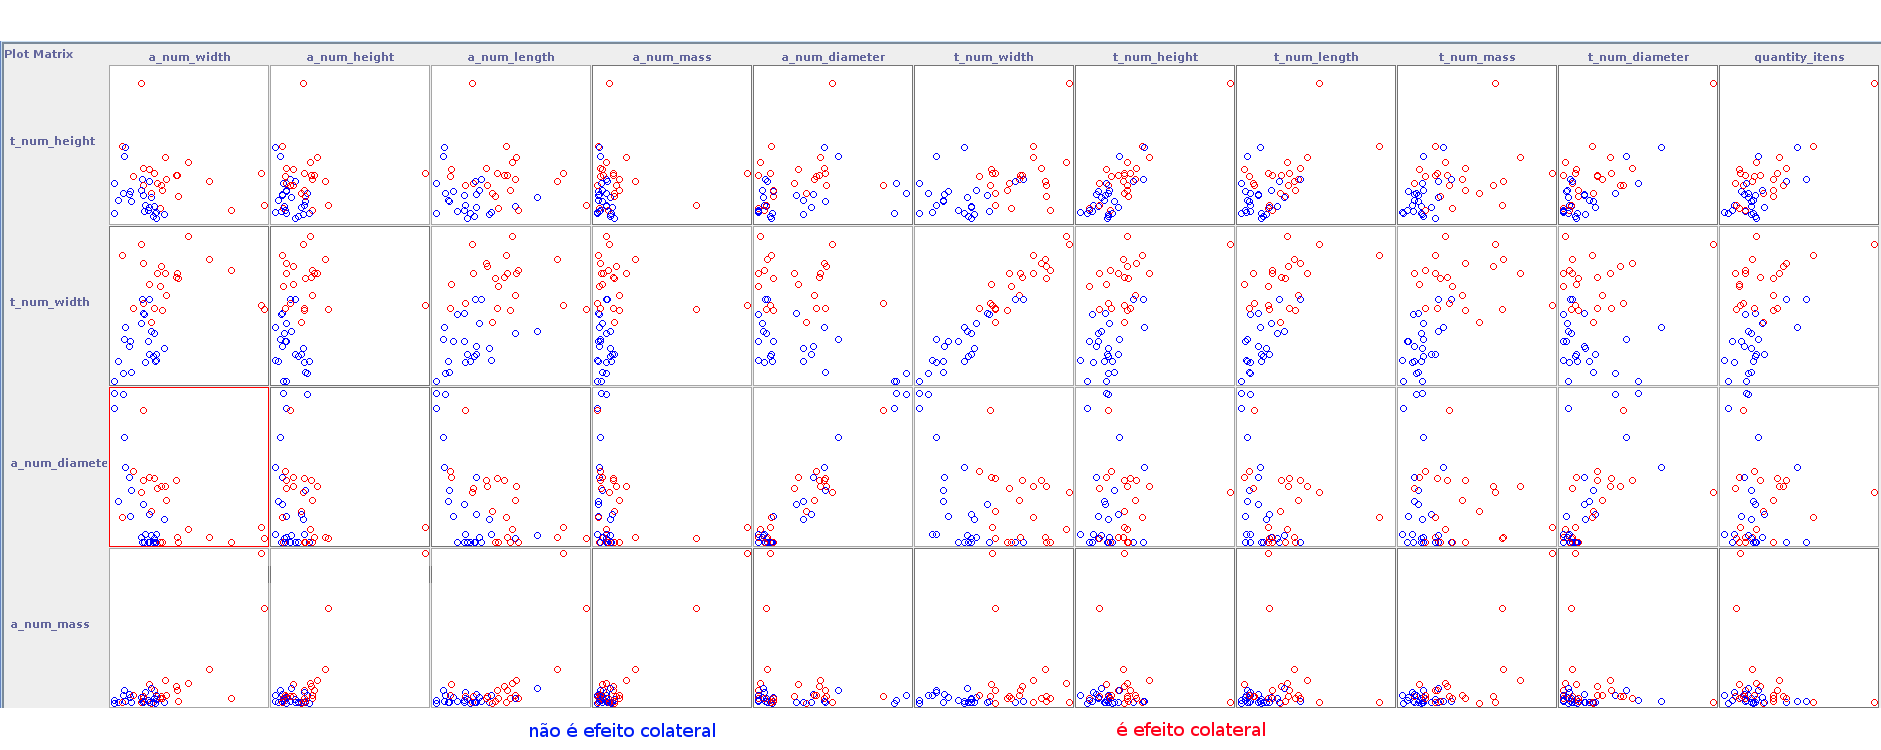 Plot Matrix
a_num_width a_num_height a_num_length a_num_mass a_num_diameter t_num_width t_num_height t_num_length t_num_mass t_num_diameter quantity_itens
t_num_height
t_num_width
a_num_diamete
a_num_mass
não é efeito colateral é efeito colateral